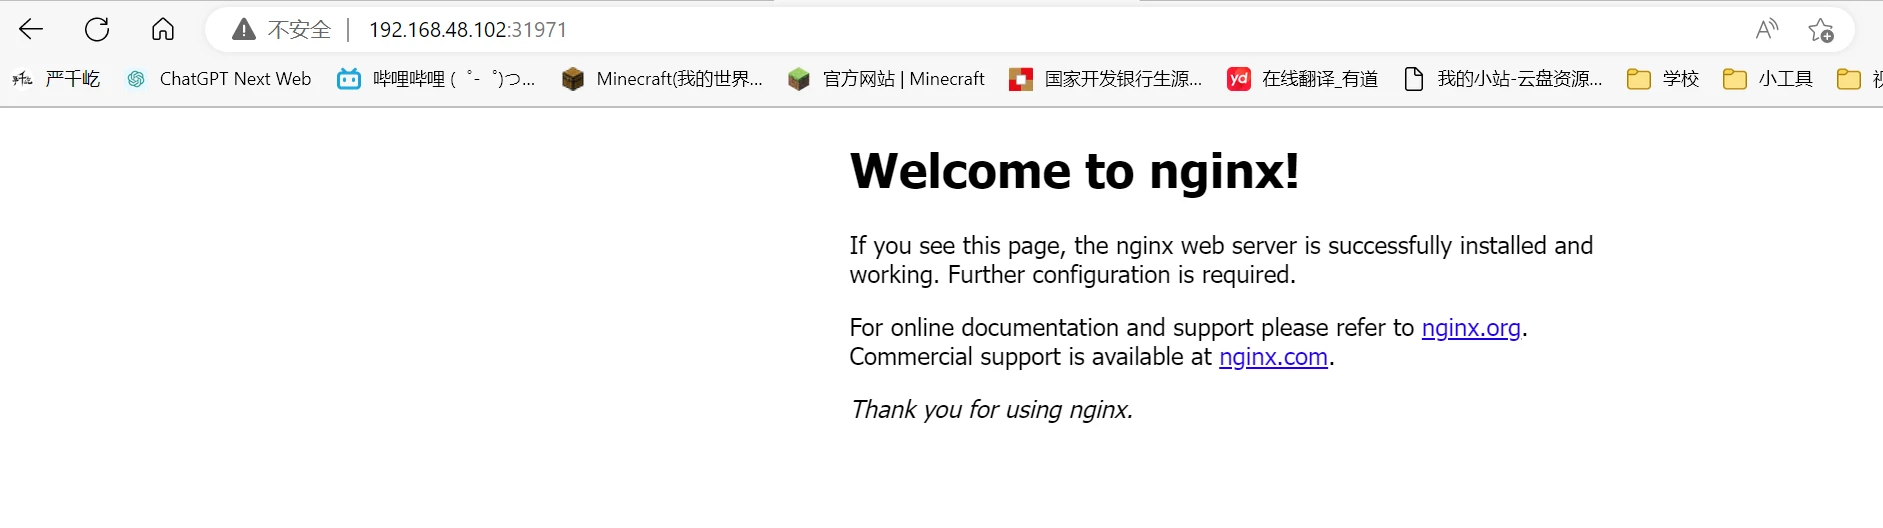 不安全 | 192.168.48.102:31971
严千屹 ChatGPT Next Web 哔哩哔哩 ( ゜- ゜)つ... Minecraft(我的世界... 官方网站 | Minecraft 国家开发银行生源... yd 在线翻译_有道 我的小站-云盘资源... 学校 小工具
Welcome to nginx!
If you see this page, the nginx web server is successfully installed and
working. Further configuration is required.
For online documentation and support please refer to nginx.org.
Commercial support is available at nginx.com.
Thank you for using nginx.